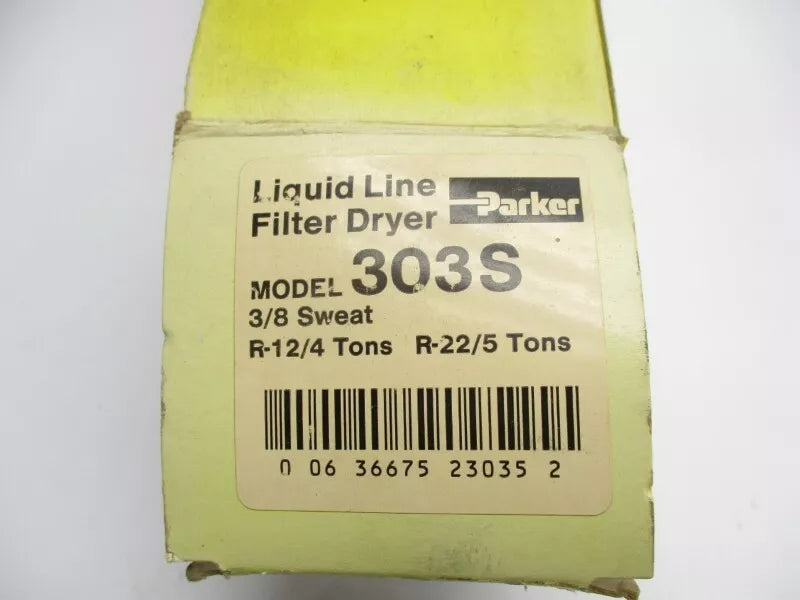 Liquid Line
Filter Dryer
Parker
MODEL 303S
3/8 Sweat
R-12/4 Tons R-22/5 Tons
0 06 36675 23035 2